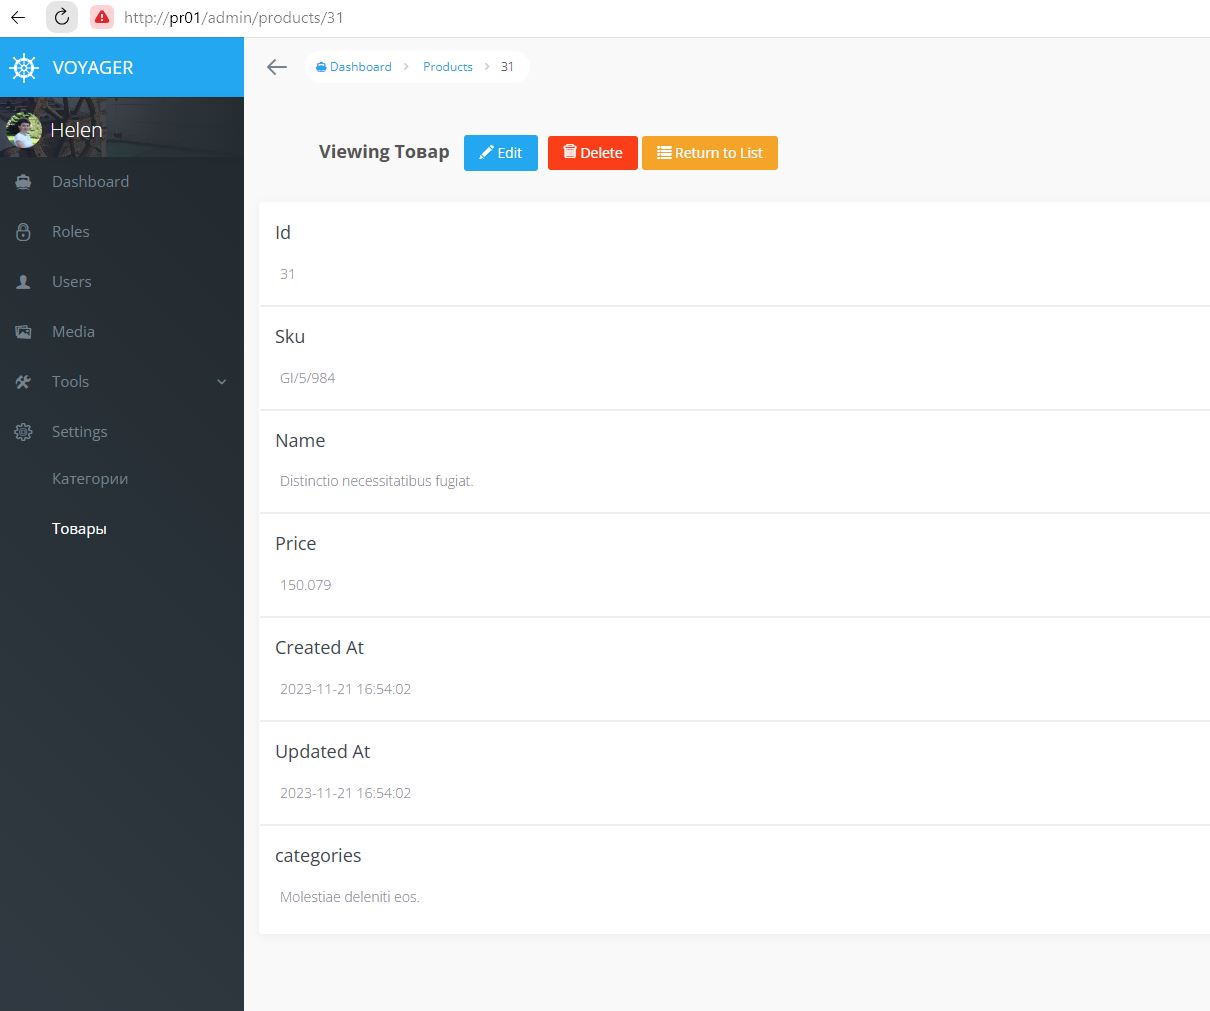 http://pr01/admin/products/31
VOYAGER
Helen
Dashboard
Roles
Users
Media
Tools
Settings
Категории
Товары
Dashboard > Products > 31
Viewing Товар Edit Delete Return to List
Id
31
Sku
GI/5/984
Name
Distinctio necessitatibus fugiat.
Price
150.079
Created At
2023-11-21 16:54:02
Updated At
2023-11-21 16:54:02
categories
Molestiae deleniti eos.